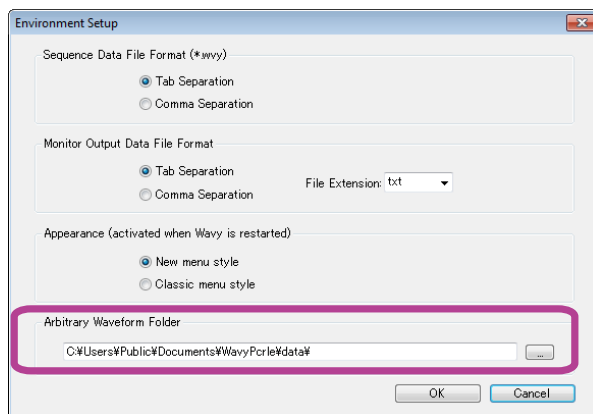 Environment Setup
Sequence Data File Format (*.wvy)
Tab Separation
Comma Separation
Monitor Output Data File Format
Tab Separation
File Extension: txt
Comma Separation
Appearance (activated when Wavy is restarted)
New menu style
Classic menu style
Arbitrary Waveform Folder
C:¥Users¥Public¥Documents¥WavyPcrle¥data¥
...
OK Cancel